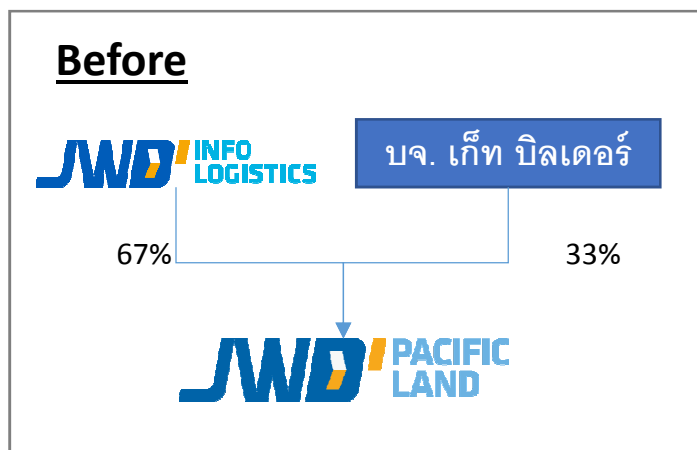 Before
JWD INFO
LOGISTICS
บจ. เก็ท บิลเดอร์
67%
33%
JWD PACIFIC
LAND